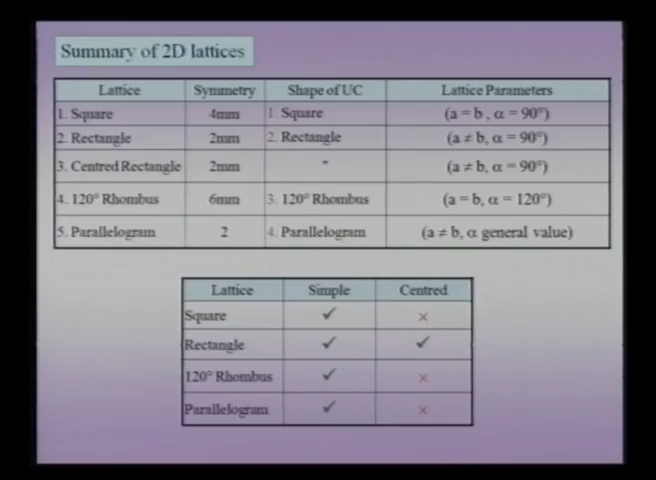 Summary of 2D lattices
Lattice Symmetry Shape of UC Lattice Parameters
1. Square 4mm 1. Square (a = b , α = 90°)
2. Rectangle 2mm 2. Rectangle (a ≠ b, α = 90°)
3. Centred Rectangle 2mm " (a ≠ b, α = 90°)
4. 120° Rhombus 6mm 3. 120° Rhombus (a = b, α = 120°)
5. Parallelogram 2 4. Parallelogram (a ≠ b, α general value)
Lattice Simple Centred
Square ✓ ×
Rectangle ✓ ✓
120° Rhombus ✓ ×
Parallelogram ✓ ×